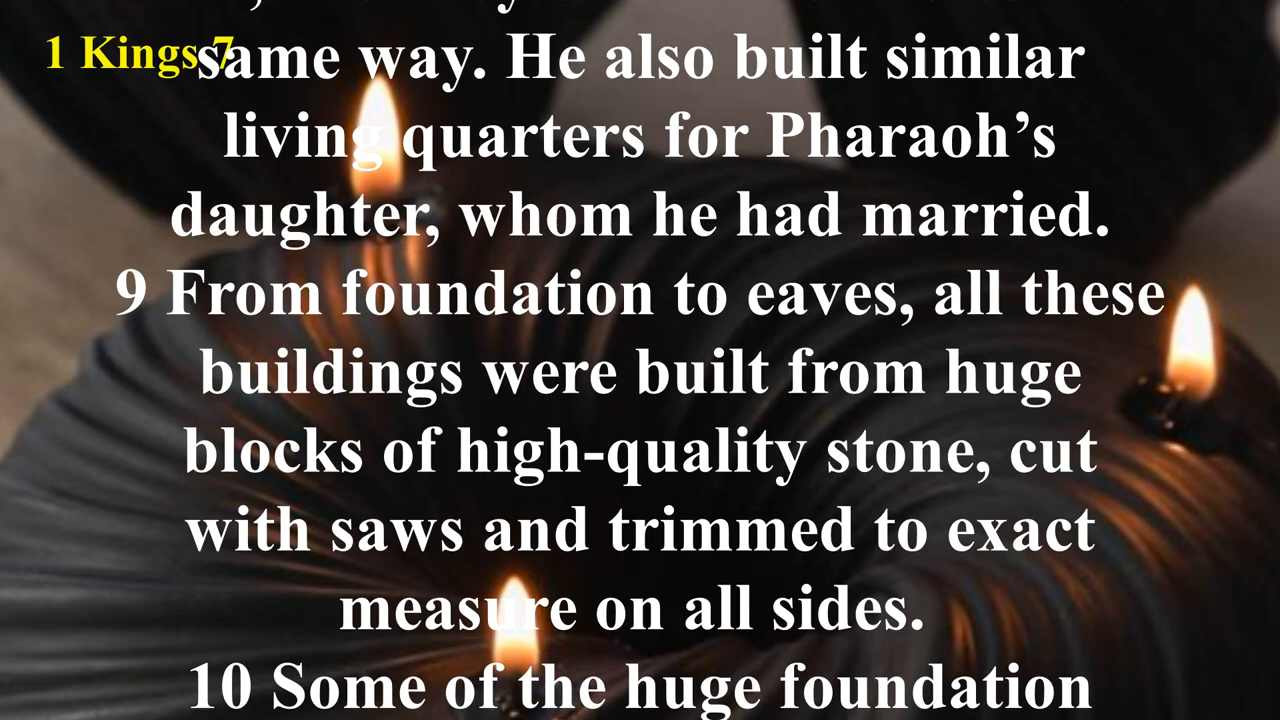 1 Kings 7
same way. He also built similar
living quarters for Pharaoh’s
daughter, whom he had married.
9 From foundation to eaves, all these
buildings were built from huge
blocks of high-quality stone, cut
with saws and trimmed to exact
measure on all sides.
10 Some of the huge foundation